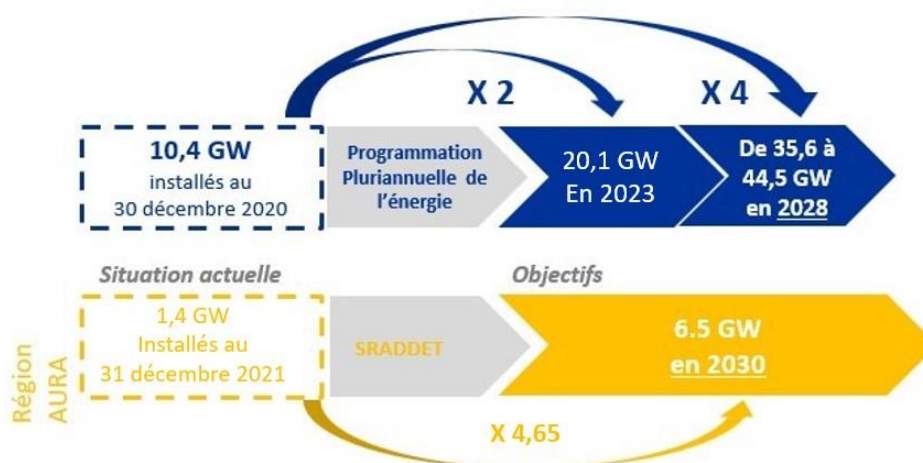 X 2
X 4
10,4 GW
installés au
30 décembre 2020
Programmation
Pluriannuelle de
l'énergie
20,1 GW
En 2023
De 35,6 à
44,5 GW
en 2028
Situation actuelle
Objectifs
Région
AURA
1,4 GW
Installés au
31 décembre 2021
SRADDET
6.5 GW
en 2030
X 4,65